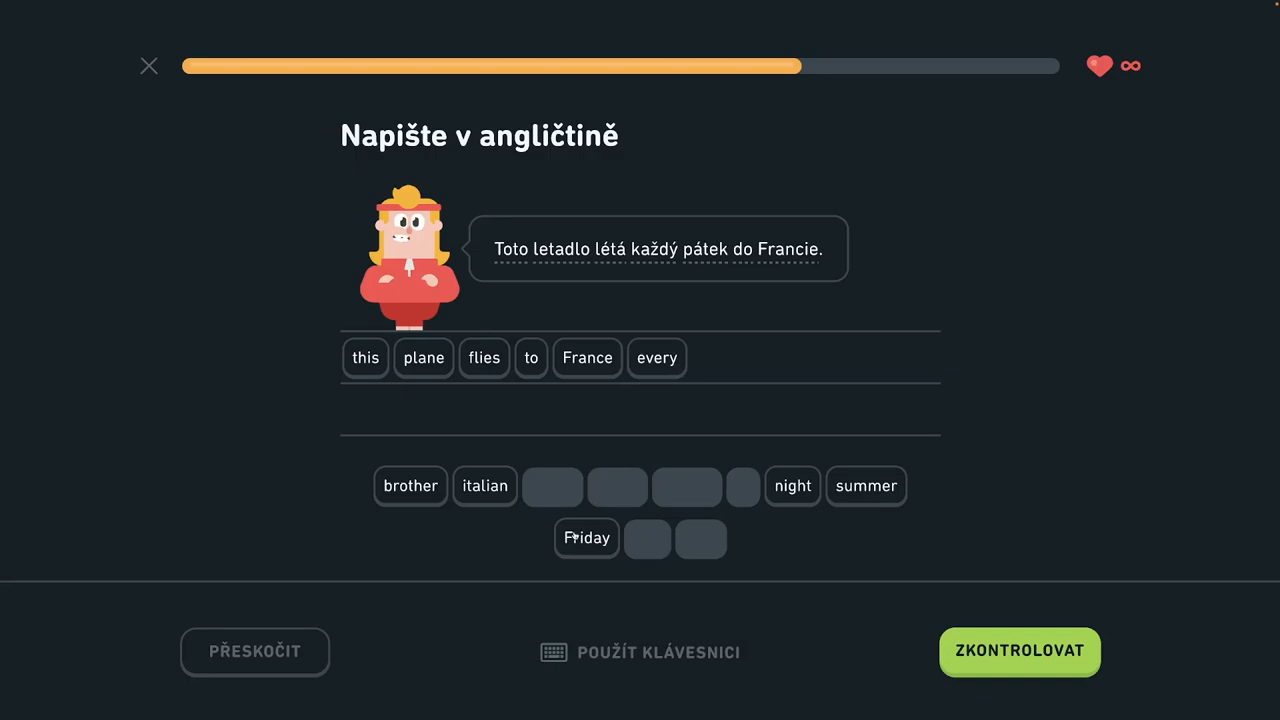 Napište v angličtině
Toto letadlo létá každý pátek do Francie.
this plane flies to France every
brother italian night summer
Friday
PŘESKOČIT POUŽÍT KLÁVESNICI ZKONTROLOVAT